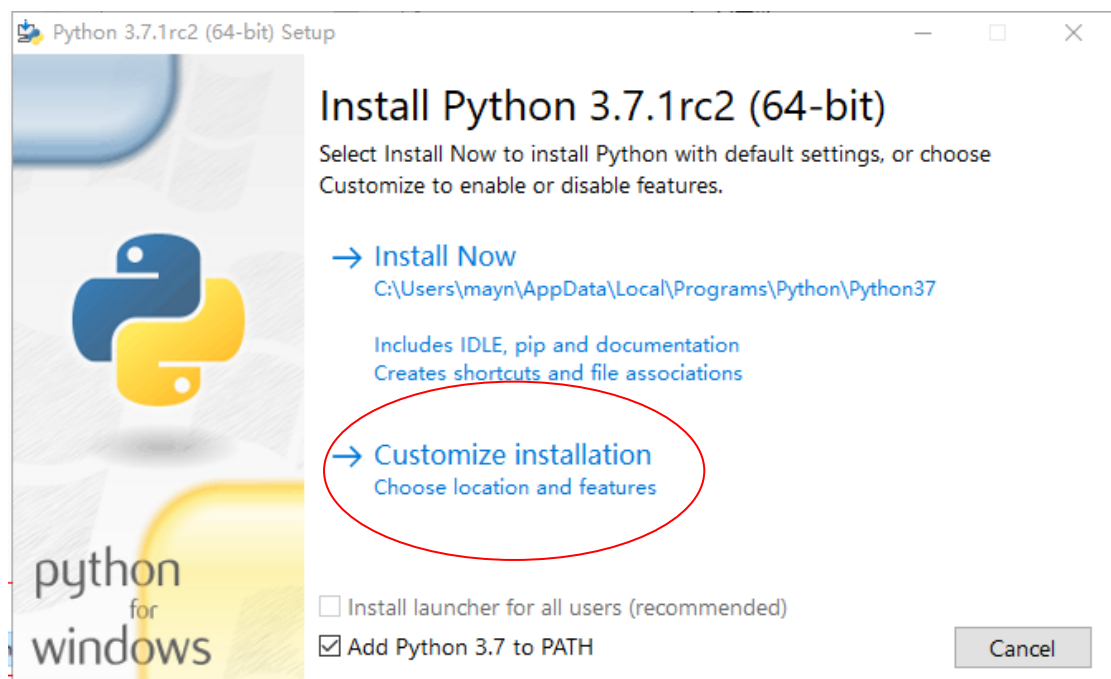 Python 3.7.1rc2 (64-bit) Setup
Install Python 3.7.1rc2 (64-bit)
Select Install Now to install Python with default settings, or choose
Customize to enable or disable features.
Install Now
C:\Users\mayn\AppData\Local\Programs\Python\Python37
Includes IDLE, pip and documentation
Creates shortcuts and file associations
Customize installation
Choose location and features
python
for
windows
Install launcher for all users (recommended)
Add Python 3.7 to PATH
Cancel